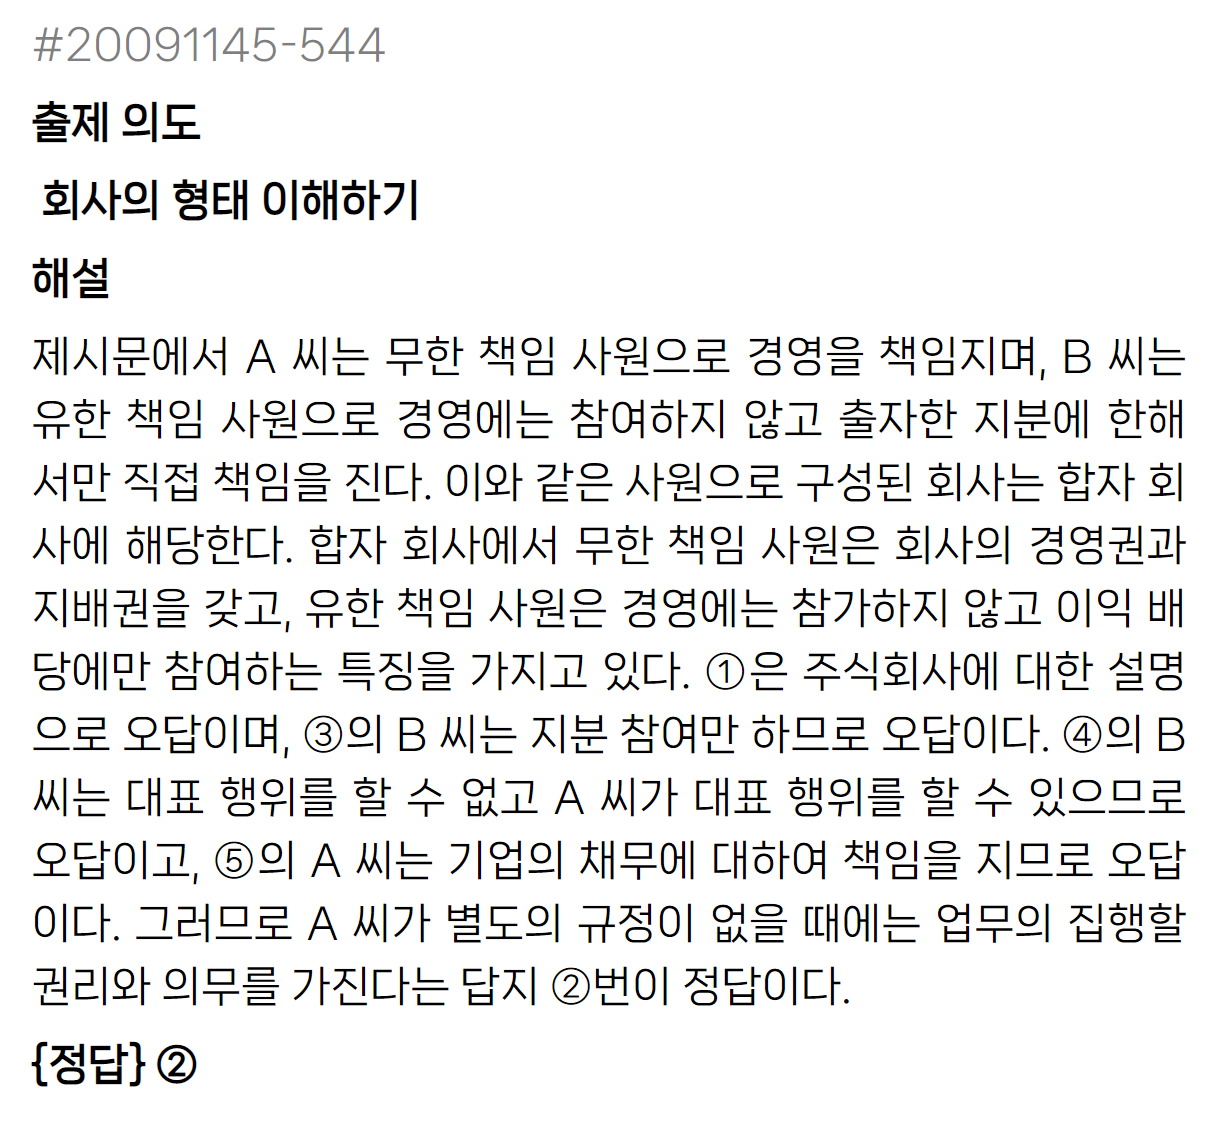 #20091145-544
출제 의도
회사의 형태 이해하기
해설
제시문에서 A 씨는 무한 책임 사원으로 경영을 책임지며, B 씨는
유한 책임 사원으로 경영에는 참여하지 않고 출자한 지분에 한해
서만 직접 책임을 진다. 이와 같은 사원으로 구성된 회사는 합자 회
사에 해당한다. 합자 회사에서 무한 책임 사원은 회사의 경영권과
지배권을 갖고, 유한 책임 사원은 경영에는 참가하지 않고 이익 배
당에만 참여하는 특징을 가지고 있다. ①은 주식회사에 대한 설명
으로 오답이며, ③의 B 씨는 지분 참여만 하므로 오답이다. ④의 B
씨는 대표 행위를 할 수 없고 A 씨가 대표 행위를 할 수 있으므로
오답이고, ⑤의 A 씨는 기업의 채무에 대하여 책임을 지므로 오답
이다. 그러므로 A 씨가 별도의 규정이 없을 때에는 업무의 집행할
권리와 의무를 가진다는 답지 ②번이 정답이다.
{정답} ②